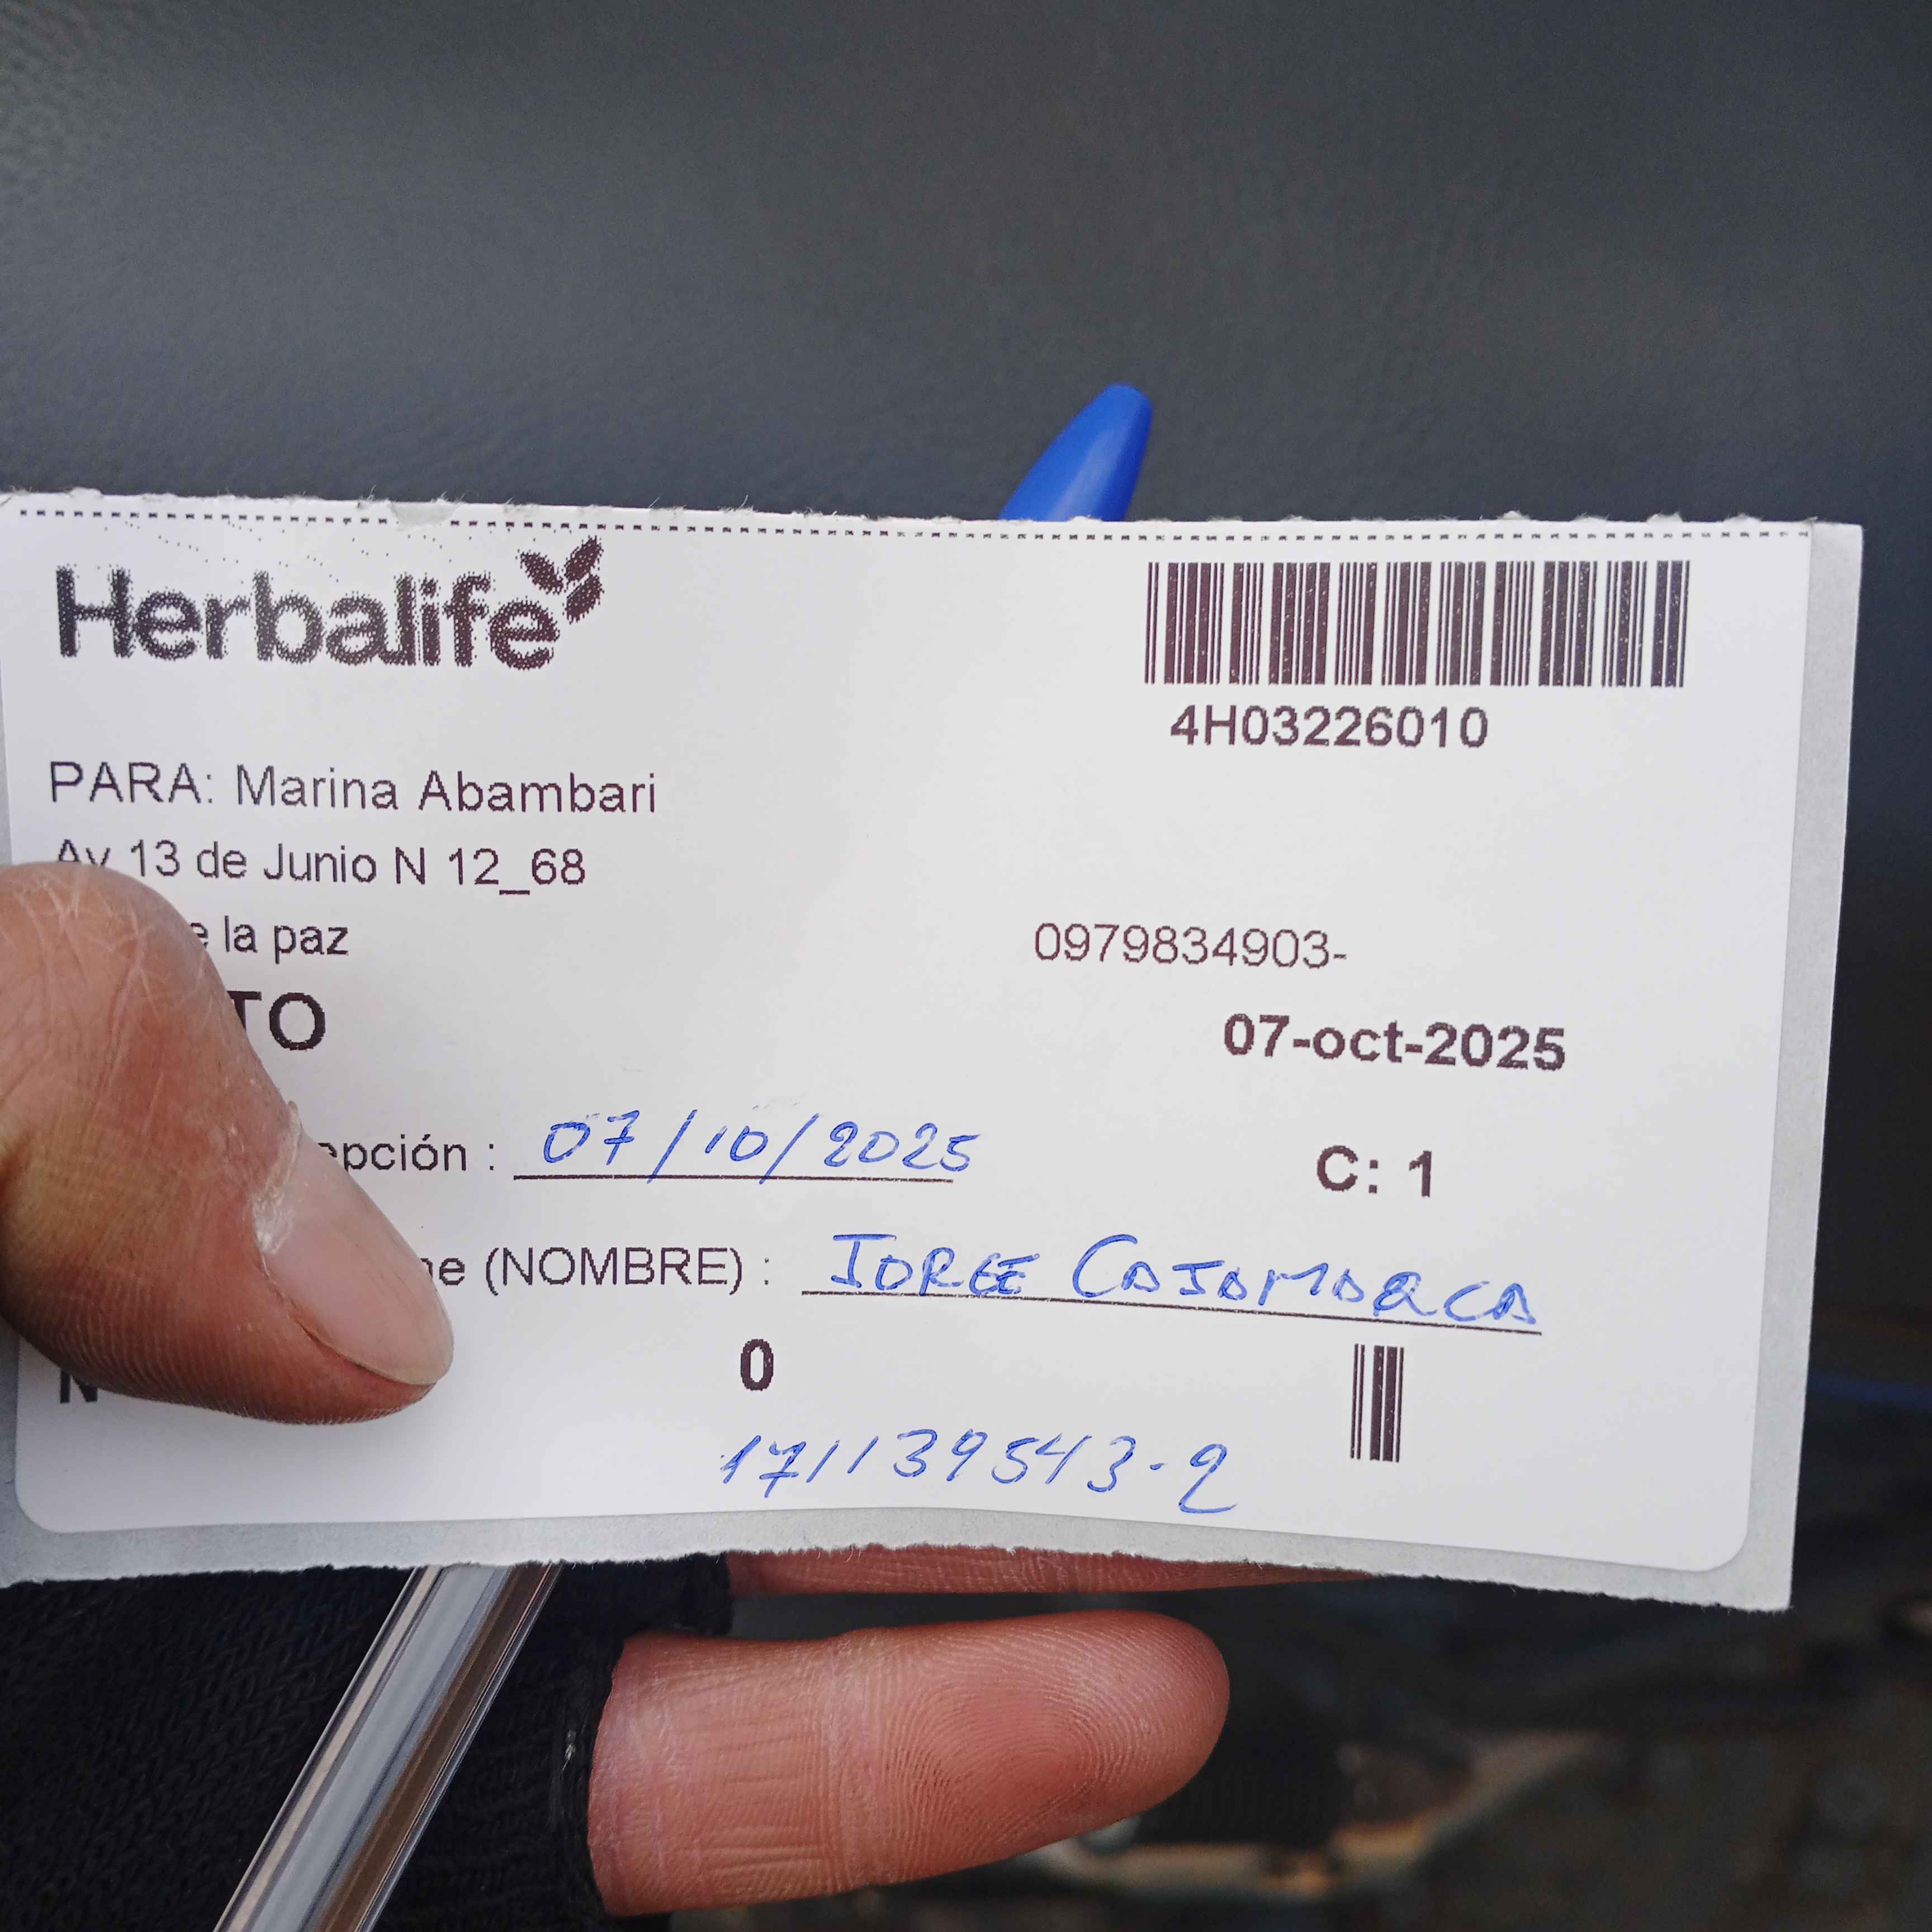 Herbalife
4H03226010
PARA: Marina Abambari
Av 13 de Junio N 12_68
la paz
0979834903-
TO
07-oct-2025
epción : 07/10/2025
C: 1
(NOMBRE) : JORGE CAJAMARCA
0
N
171139543-2